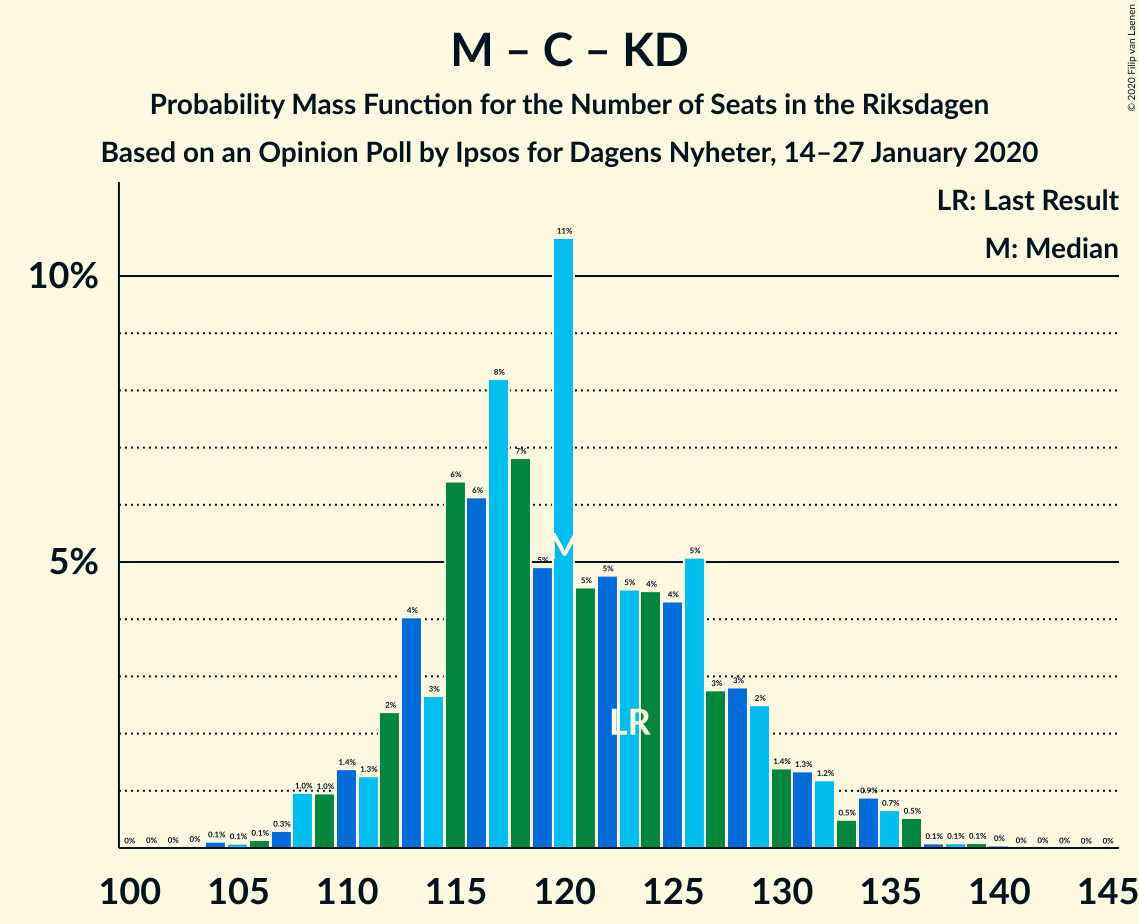 M – C – KD
Probability Mass Function for the Number of Seats in the Riksdagen
Based on an Opinion Poll by Ipsos for Dagens Nyheter, 14–27 January 2020
© 2020 Filip van Laenen
LR: Last Result
M: Median
10%
5%
0% 0% 0% 0% 0.1% 0.1% 0.1% 0.3% 1.0% 1.0% 1.4% 1.3% 2% 4% 3% 6% 6% 8% 7% 5% 11% 5% 5% 5% 4% 4% 5% 3% 3% 2% 1.4% 1.3% 1.2% 0.5% 0.9% 0.7% 0.5% 0.1% 0.1% 0.1% 0% 0% 0% 0% 0% 0%
M
LR
100 105 110 115 120 125 130 135 140 145